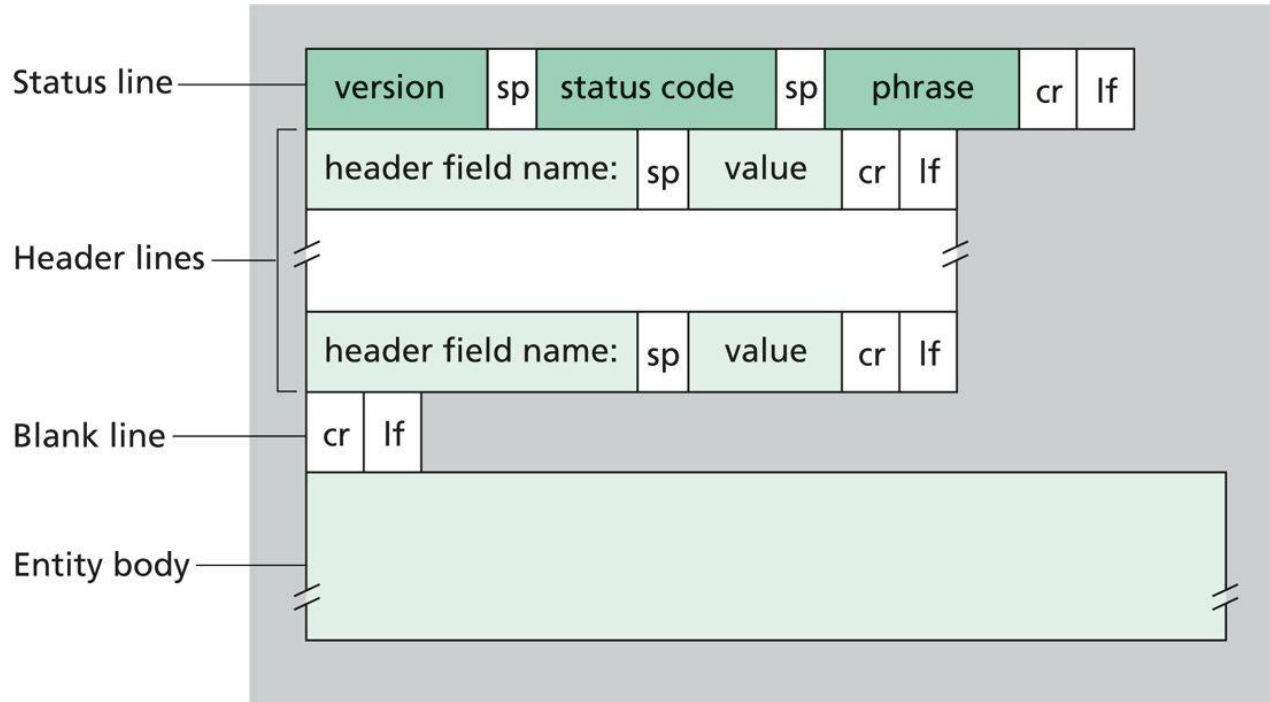 Status line version sp status code sp phrase cr lf
header field name: sp value cr lf
Header lines
header field name: sp value cr lf
Blank line cr lf
Entity body